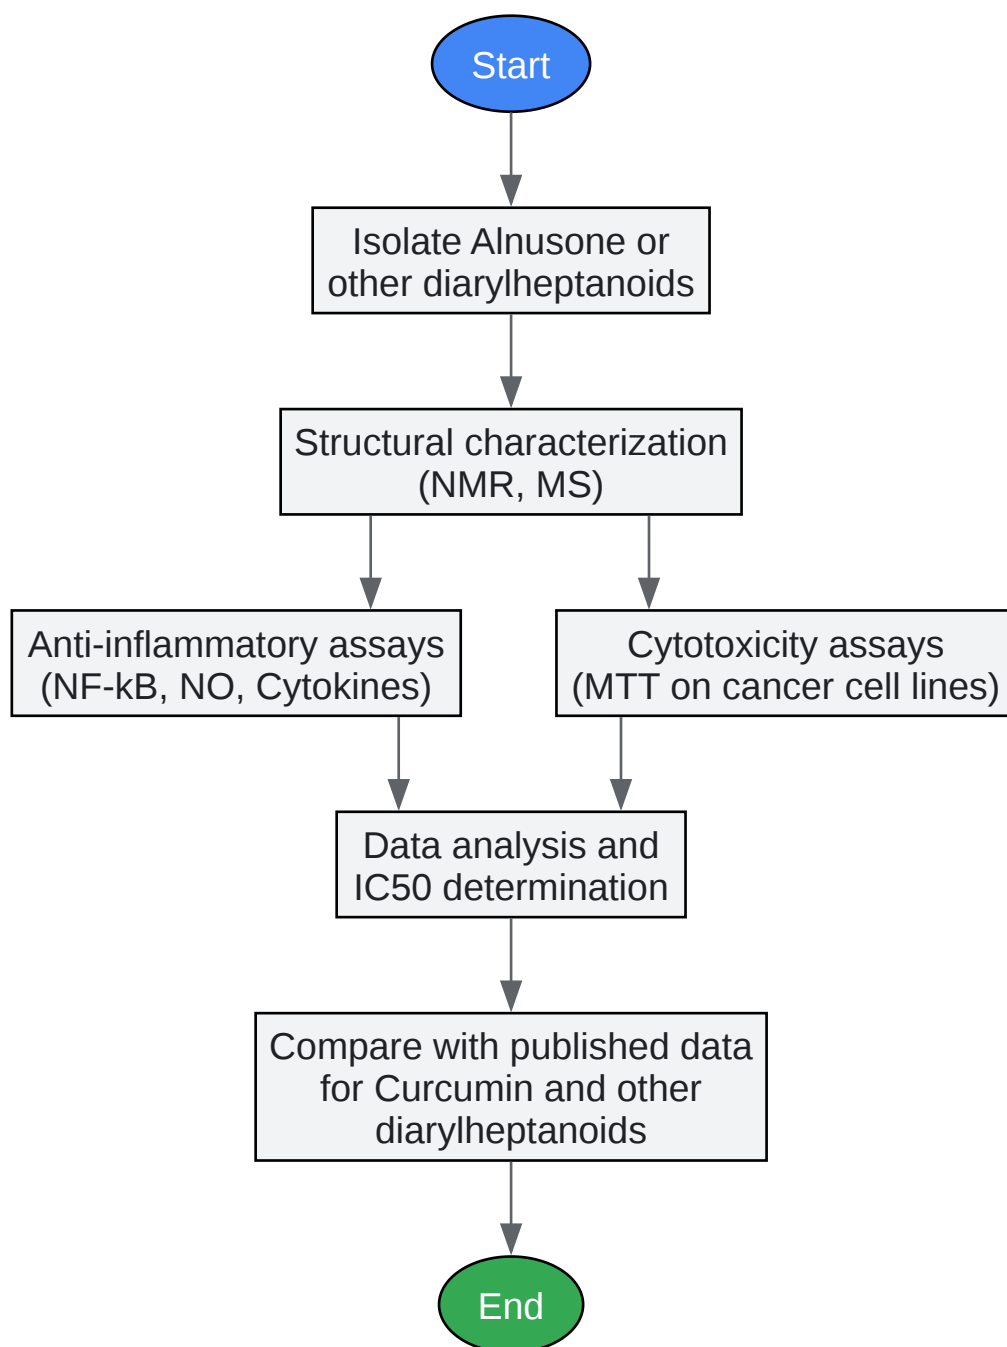 Start
Isolate Alnusone or
other diarylheptanoids
Structural characterization
(NMR, MS)
Anti-inflammatory assays
(NF-kB, NO, Cytokines)
Cytotoxicity assays
(MTT on cancer cell lines)
Data analysis and
IC50 determination
Compare with published data
for Curcumin and other
diarylheptanoids
End